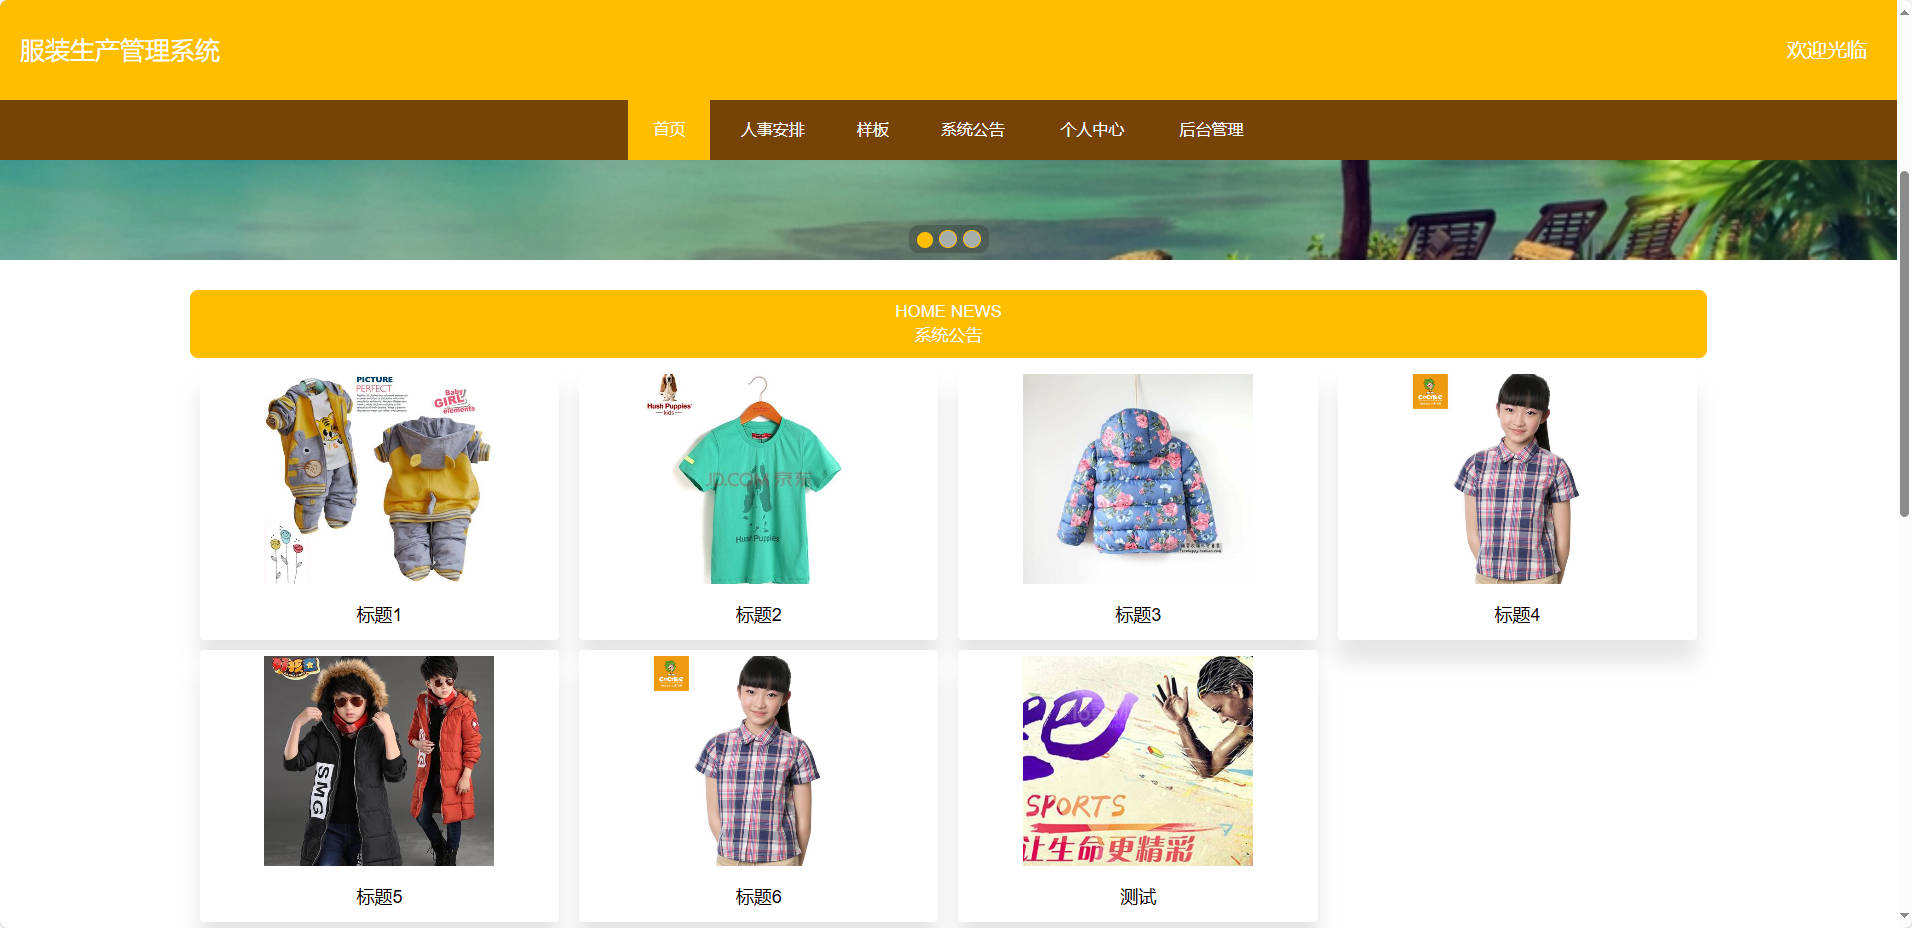 服装生产管理系统
欢迎光临
首页
人事安排
样板
系统公告
个人中心
后台管理
HOME NEWS
系统公告
PICTURE
PERFECT
Baby
GIRL
elements
标题1
Hush Puppies
kids
JD.COM 京东
Hush Puppies
标题2
标题3
标题4
SMG
标题5
标题6
SPORTS
让生命更精彩
测试